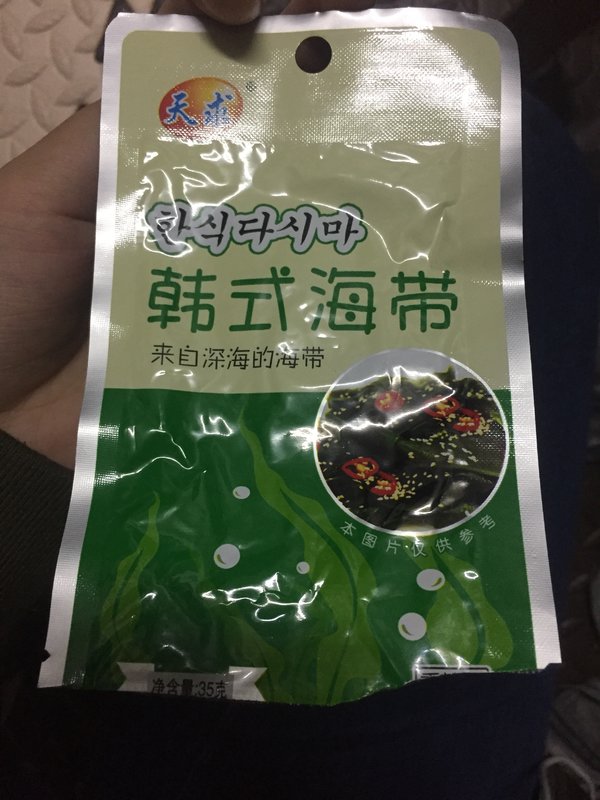 天求
®
한식다시마
韩式海带
来自深海的海带
本图片仅供参考
净含量:35克